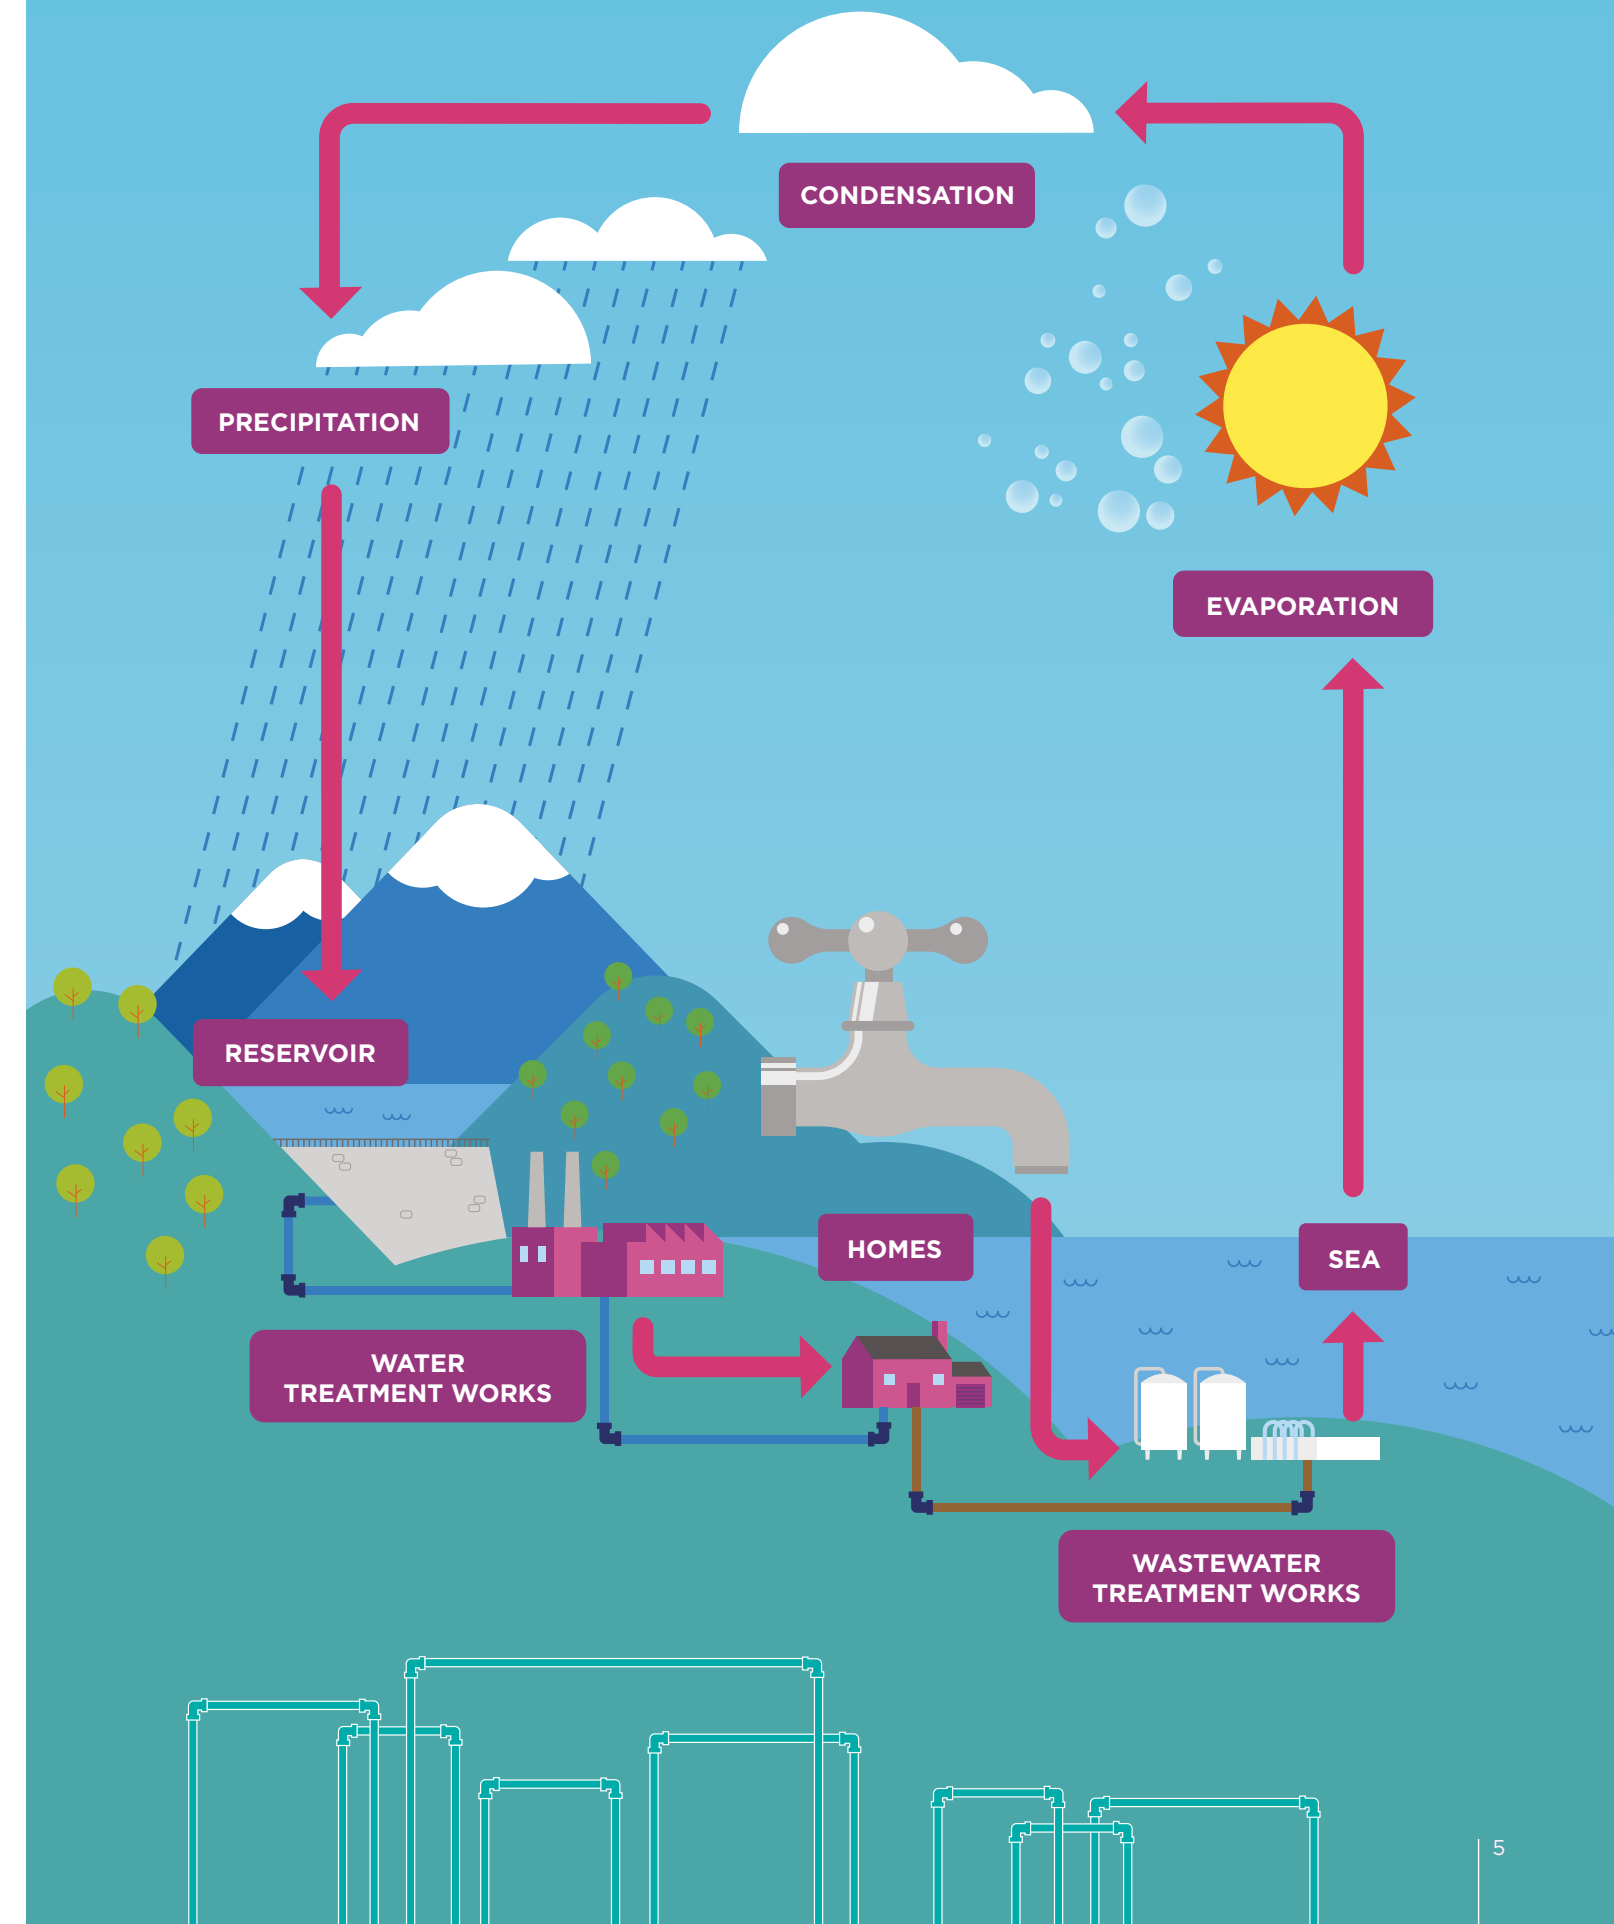 CONDENSATION
PRECIPITATION
EVAPORATION
RESERVOIR
HOMES
SEA
WATER
TREATMENT WORKS
WASTEWATER
TREATMENT WORKS
5